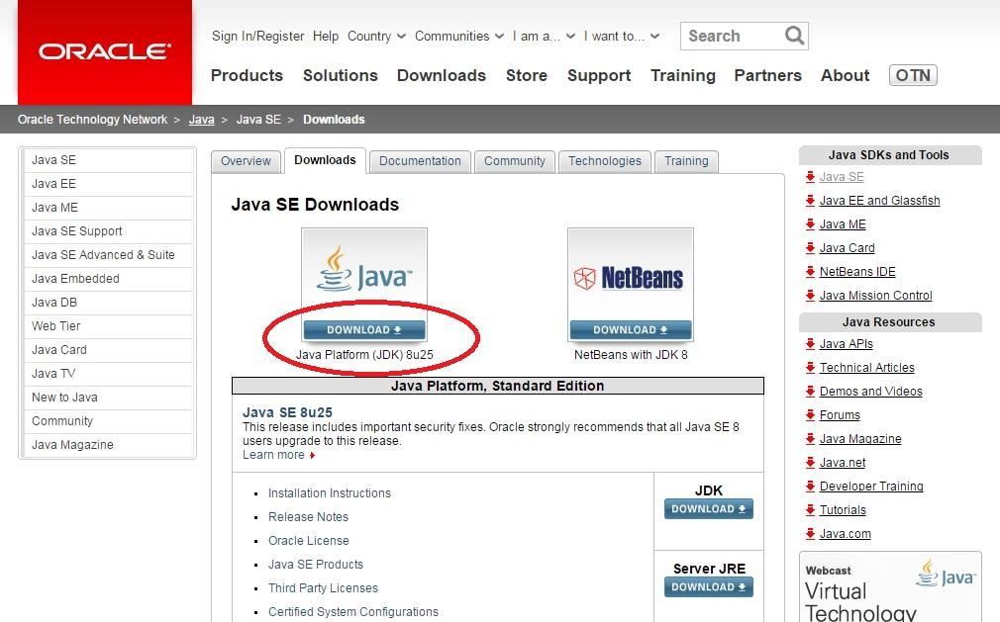 ORACLE
Sign In/Register Help Country Communities I am a... I want to... Search
Products Solutions Downloads Store Support Training Partners About OTN
Oracle Technology Network > Java > Java SE > Downloads
Java SE
Java EE
Java ME
Java SE Support
Java SE Advanced & Suite
Java Embedded
Java DB
Web Tier
Java Card
Java TV
New to Java
Community
Java Magazine
Overview Downloads Documentation Community Technologies Training
Java SE Downloads
Java™ NetBeans
DOWNLOAD DOWNLOAD
Java Platform (JDK) 8u25 NetBeans with JDK 8
Java Platform, Standard Edition
Java SE 8u25
This release includes important security fixes. Oracle strongly recommends that all Java SE 8
users upgrade to this release.
Learn more
Installation Instructions
Release Notes
Oracle License
Java SE Products
Third Party Licenses
Certified System Configurations
JDK
DOWNLOAD
Server JRE
DOWNLOAD
Java SDKs and Tools
Java SE
Java EE and Glassfish
Java ME
Java Card
NetBeans IDE
Java Mission Control
Java Resources
Java APIs
Technical Articles
Demos and Videos
Forums
Java Magazine
Java.net
Developer Training
Tutorials
Java.com
Webcast
Java™
Virtual
Technology